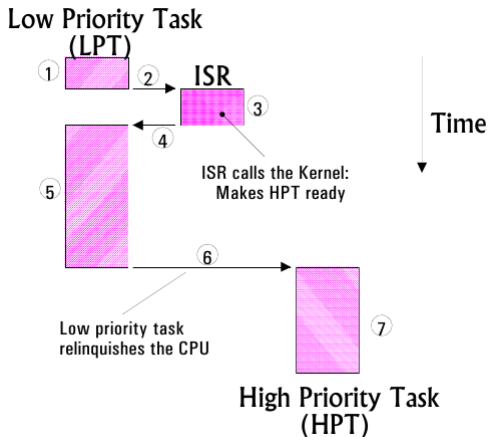 Low Priority Task
(LPT)
1
2
ISR
3
4
Time
ISR calls the Kernel:
Makes HPT ready
5
6
Low priority task
relinquishes the CPU
7
High Priority Task
(HPT)